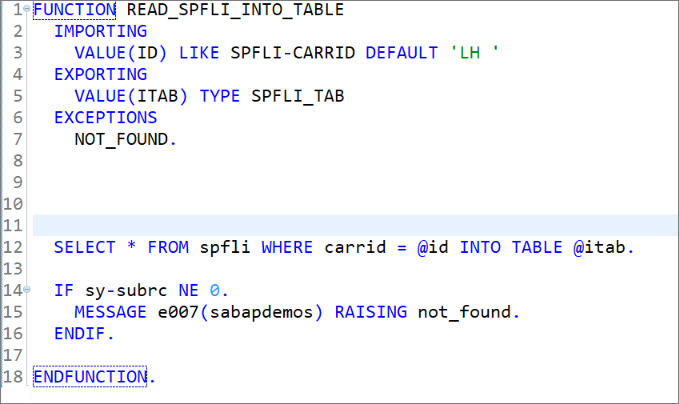 1 FUNCTION READ_SPFLI_INTO_TABLE
2 IMPORTING
3 VALUE(ID) LIKE SPFLI-CARRID DEFAULT 'LH '
4 EXPORTING
5 VALUE(ITAB) TYPE SPFLI_TAB
6 EXCEPTIONS
7 NOT_FOUND.
8
9
10
11
12 SELECT * FROM spfli WHERE carrid = @id INTO TABLE @itab.
13
14 IF sy-subrc NE 0.
15 MESSAGE e007(sabapdemos) RAISING not_found.
16 ENDIF.
17
18 ENDFUNCTION.